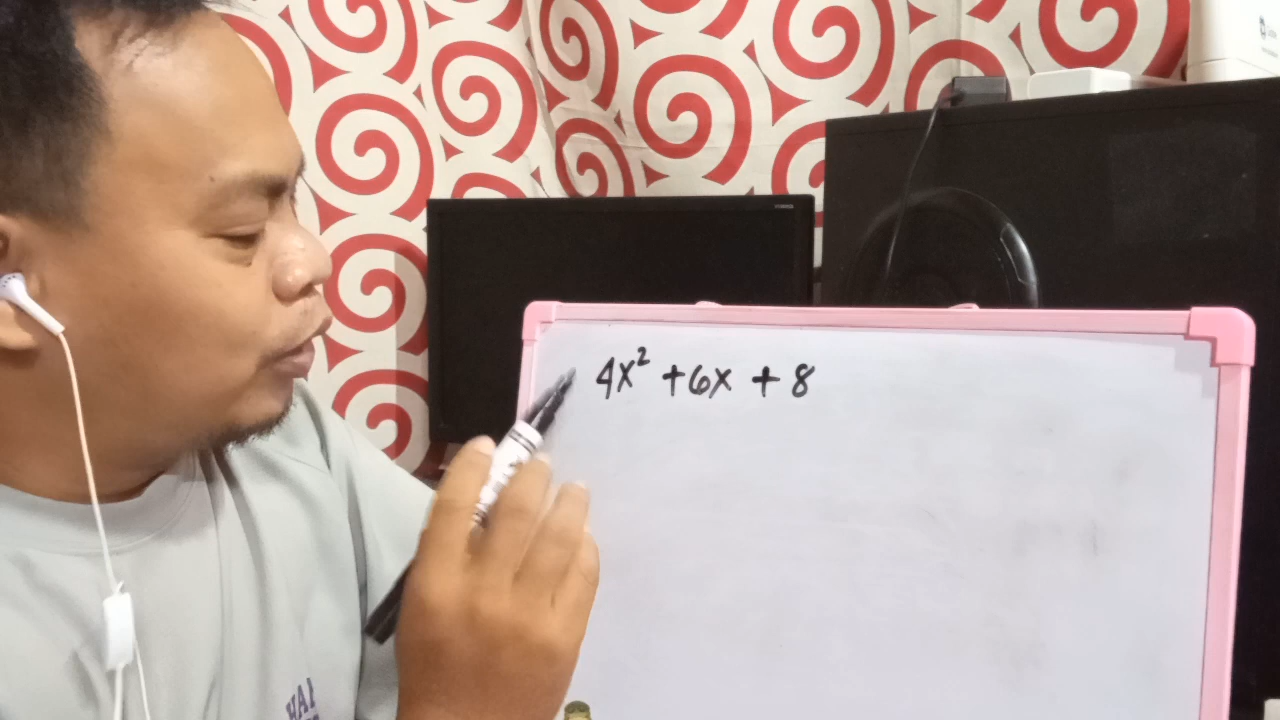 4x² + 6x + 8